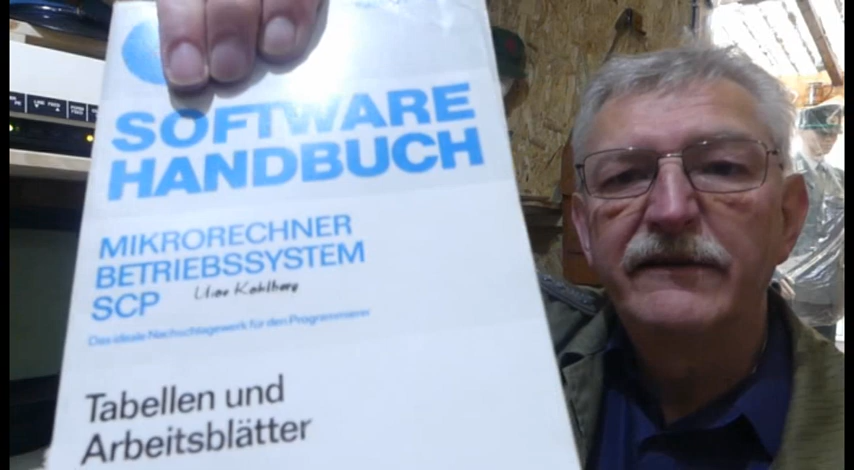 SOFTWARE
HANDBUCH
MIKRORECHNER
BETRIEBSSYSTEM
SCP
Uwe Kohlberg
Das ideale Nachschlagewerk für den Programmierer
Tabellen und
Arbeitsblätter